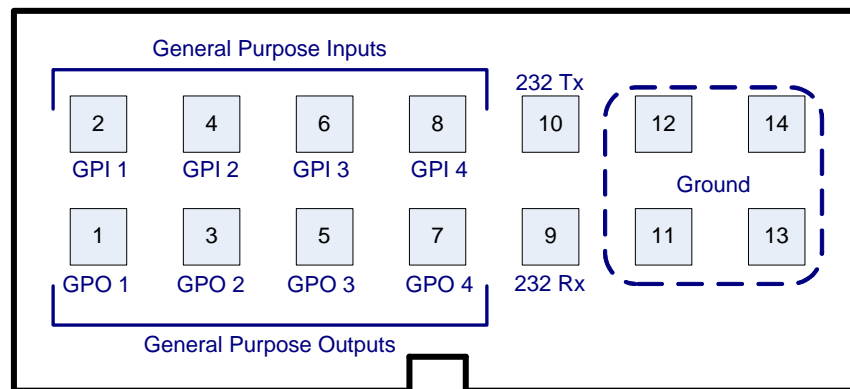 General Purpose Inputs
232 Tx
2 4 6 8 10 12 14
GPI 1 GPI 2 GPI 3 GPI 4
Ground
1 3 5 7 9 11 13
GPO 1 GPO 2 GPO 3 GPO 4 232 Rx
General Purpose Outputs